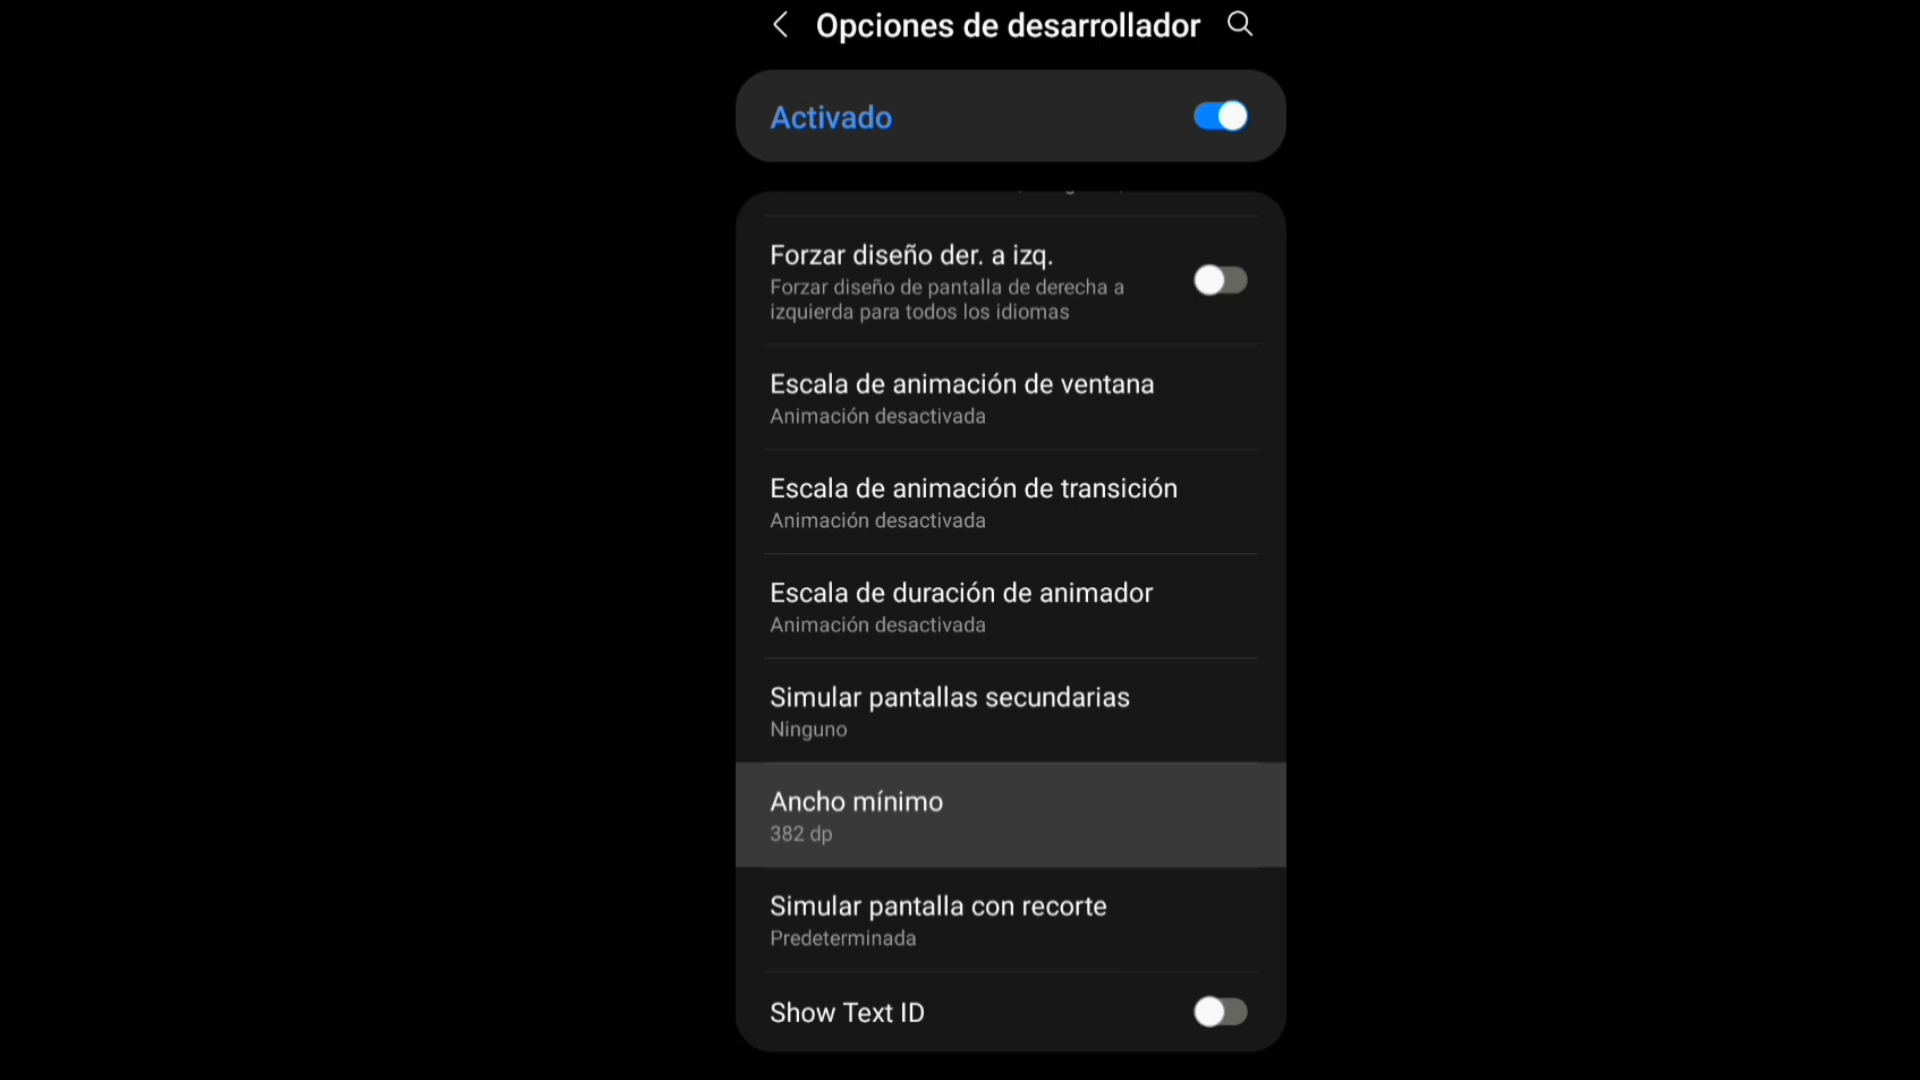 Opciones de desarrollador
Activado
Forzar diseño der. a izq.
Forzar diseño de pantalla de derecha a
izquierda para todos los idiomas
Escala de animación de ventana
Animación desactivada
Escala de animación de transición
Animación desactivada
Escala de duración de animador
Animación desactivada
Simular pantallas secundarias
Ninguno
Ancho mínimo
382 dp
Simular pantalla con recorte
Predeterminada
Show Text ID